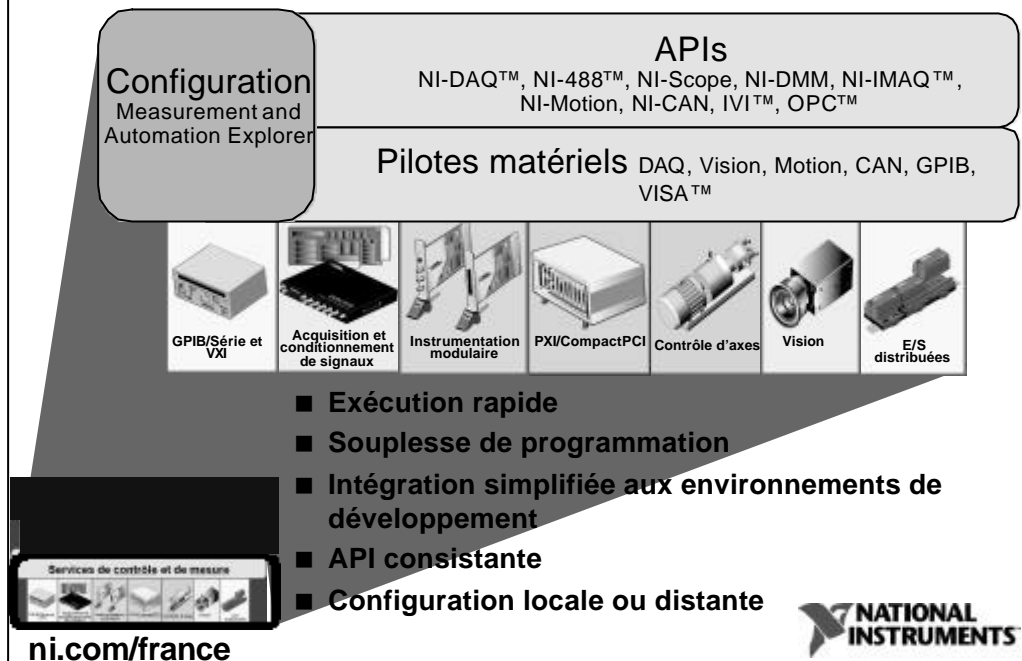 Configuration
Measurement and
Automation Explorer
APIs
NI-DAQ™, NI-488™, NI-Scope, NI-DMM, NI-IMAQ™,
NI-Motion, NI-CAN, IVI™, OPC™
Pilotes matériels DAQ, Vision, Motion, CAN, GPIB,
VISA™
GPIB/Série et
VXI
Acquisition et
conditionnement
de signaux
Instrumentation
modulaire
PXI/CompactPCI
Contrôle d'axes
Vision
E/S
distribuées
■ Exécution rapide
■ Souplesse de programmation
■ Intégration simplifiée aux environnements de
développement
■ API consistante
■ Configuration locale ou distante
Services de contrôle et de mesure
ni.com/france
NATIONAL
INSTRUMENTS™